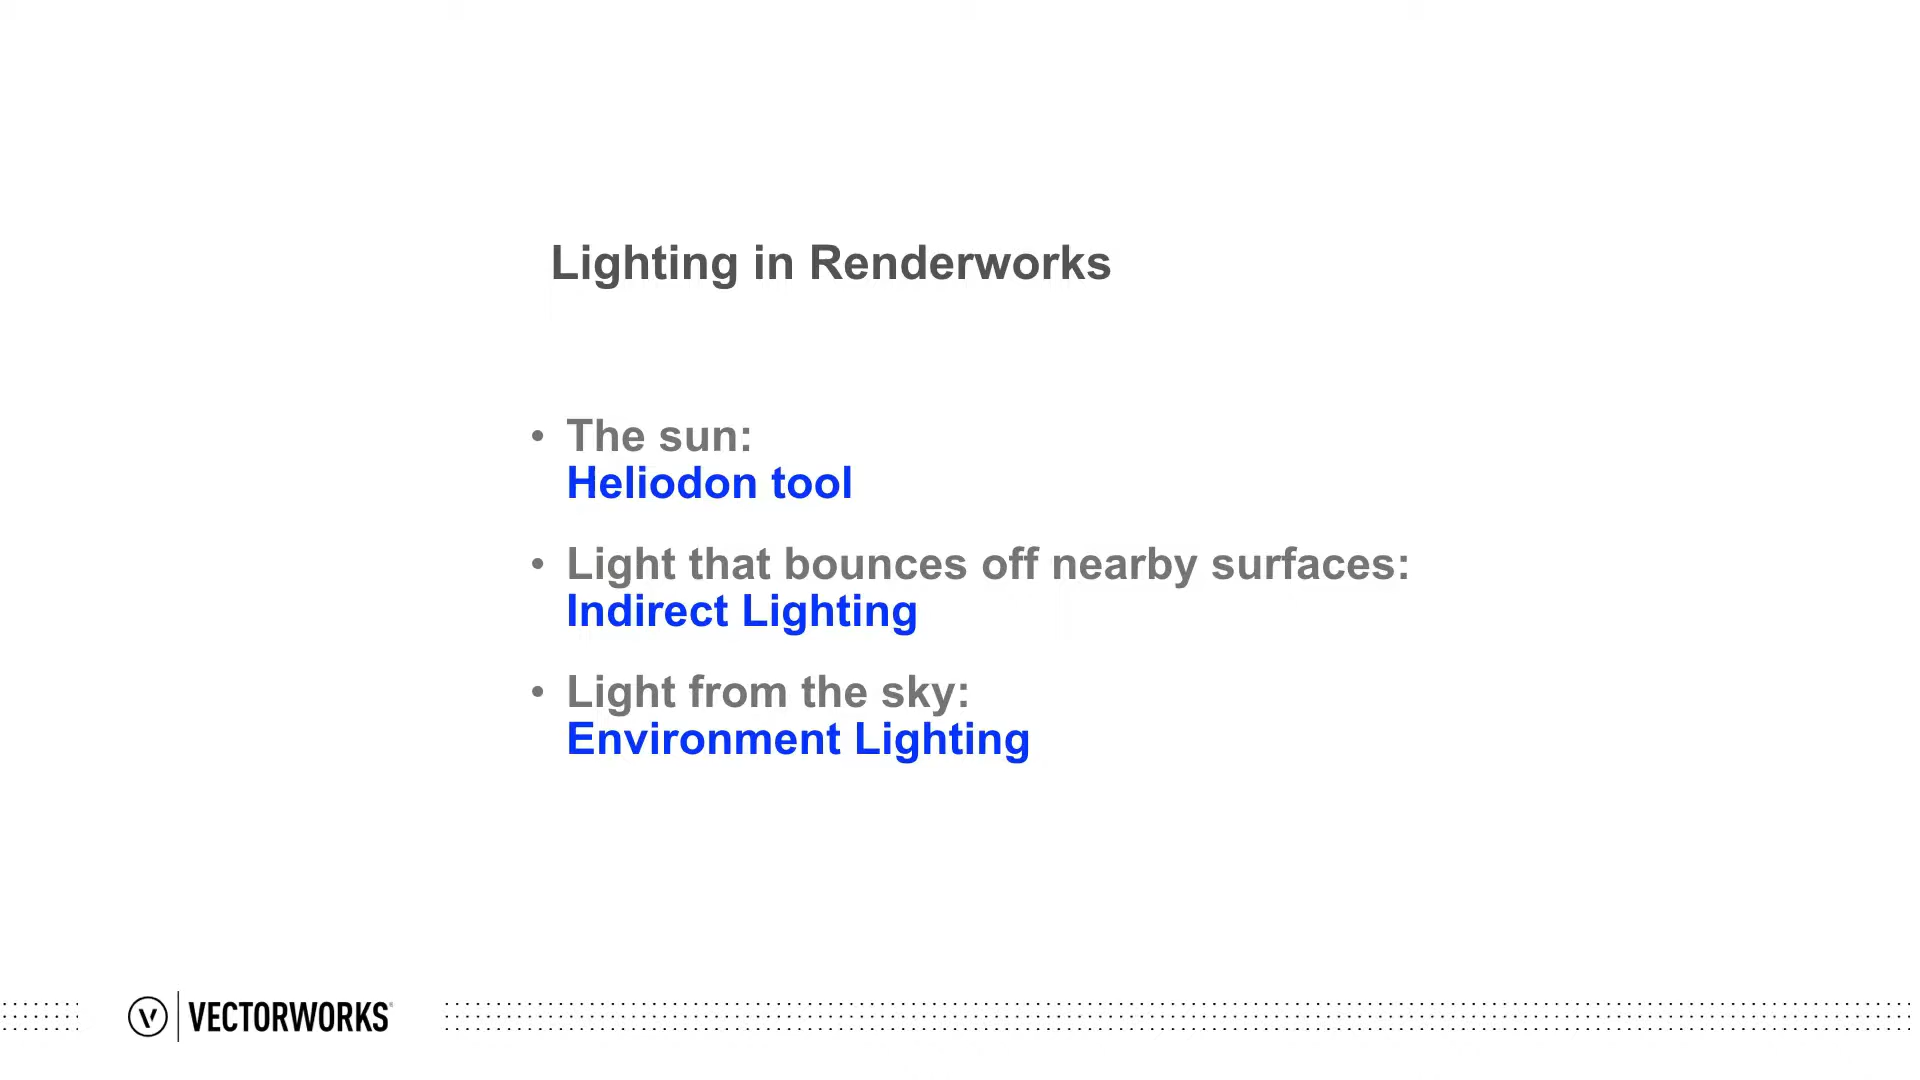 Lighting in Renderworks
• The sun:
Heliodon tool
• Light that bounces off nearby surfaces:
Indirect Lighting
• Light from the sky:
Environment Lighting
VECTORWORKS